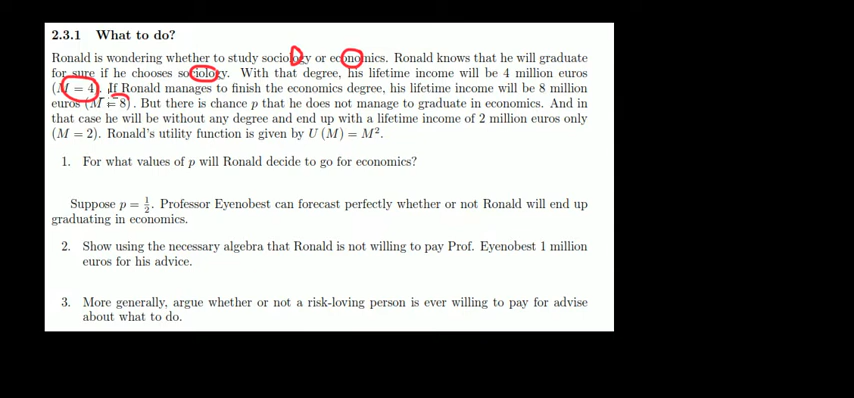 2.3.1 What to do?
Ronald is wondering whether to study sociology or economics. Ronald knows that he will graduate
for sure if he chooses sociology. With that degree, his lifetime income will be 4 million euros
(M = 4). If Ronald manages to finish the economics degree, his lifetime income will be 8 million
euros (M = 8). But there is chance p that he does not manage to graduate in economics. And in
that case he will be without any degree and end up with a lifetime income of 2 million euros only
(M = 2). Ronald's utility function is given by U (M) = M².
1. For what values of p will Ronald decide to go for economics?
Suppose p = 1/2. Professor Eyenobest can forecast perfectly whether or not Ronald will end up
graduating in economics.
2. Show using the necessary algebra that Ronald is not willing to pay Prof. Eyenobest 1 million
euros for his advice.
3. More generally, argue whether or not a risk-loving person is ever willing to pay for advise
about what to do.